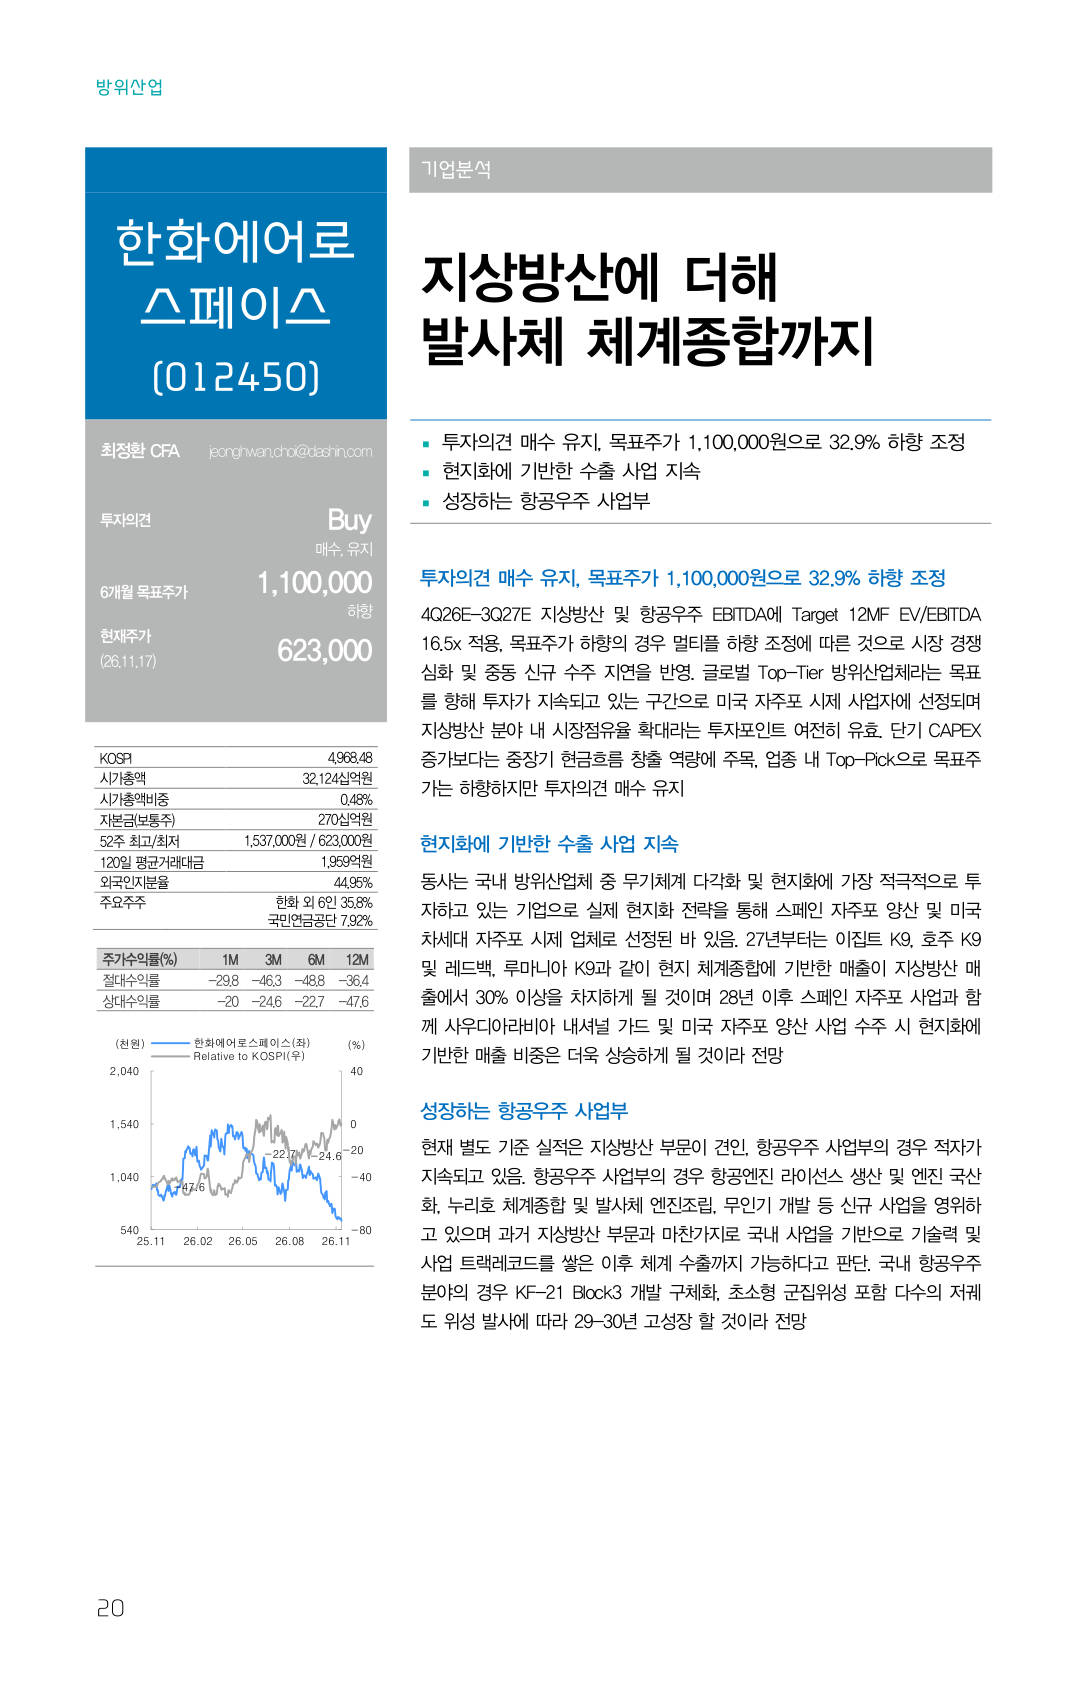 방위산업
한화에어로
스페이스
(012450)
최정환 CFA jeonghwan.choi@dashin.com
투자의견 Buy
매수, 유지
6개월 목표주가 1,100,000
하향
현재주가
(26.11.17) 623,000
KOSPI 4,968.48
시가총액 32,124십억원
시가총액비중 0.48%
자본금(보통주) 270십억원
52주 최고/최저 1,537,000원 / 623,000원
120일 평균거래대금 1,959억원
외국인지분율 44.95%
주요주주 한화 외 6인 35.8%
국민연금공단 7.92%
주가수익률(%) 1M 3M 6M 12M
절대수익률 -29.8 -46.3 -48.8 -36.4
상대수익률 -20 -24.6 -22.7 -47.6
(천원) 한화에어로스페이스(좌) (%)
Relative to KOSPI(우)
2,040 40
1,540 0
-22.7 -24.6 -20
1,040 -40
-47.6
540 -80
25.11 26.02 26.05 26.08 26.11
기업분석
지상방산에 더해
발사체 체계종합까지
▪ 투자의견 매수 유지, 목표주가 1,100,000원으로 32.9% 하향 조정
▪ 현지화에 기반한 수출 사업 지속
▪ 성장하는 항공우주 사업부
투자의견 매수 유지, 목표주가 1,100,000원으로 32.9% 하향 조정
4Q26E-3Q27E 지상방산 및 항공우주 EBITDA에 Target 12MF EV/EBITDA
16.5x 적용, 목표주가 하향의 경우 멀티플 하향 조정에 따른 것으로 시장 경쟁
심화 및 중동 신규 수주 지연을 반영. 글로벌 Top-Tier 방위산업체라는 목표
를 향해 투자가 지속되고 있는 구간으로 미국 자주포 시제 사업자에 선정되며
지상방산 분야 내 시장점유율 확대라는 투자포인트 여전히 유효. 단기 CAPEX
증가보다는 중장기 현금흐름 창출 역량에 주목, 업종 내 Top-Pick으로 목표주
가는 하향하지만 투자의견 매수 유지
현지화에 기반한 수출 사업 지속
동사는 국내 방위산업체 중 무기체계 다각화 및 현지화에 가장 적극적으로 투
자하고 있는 기업으로 실제 현지화 전략을 통해 스페인 자주포 양산 및 미국
차세대 자주포 시제 업체로 선정된 바 있음. 27년부터는 이집트 K9, 호주 K9
및 레드백, 루마니아 K9과 같이 현지 체계종합에 기반한 매출이 지상방산 매
출에서 30% 이상을 차지하게 될 것이며 28년 이후 스페인 자주포 사업과 함
께 사우디아라비아 내셔널 가드 및 미국 자주포 양산 사업 수주 시 현지화에
기반한 매출 비중은 더욱 상승하게 될 것이라 전망
성장하는 항공우주 사업부
현재 별도 기준 실적은 지상방산 부문이 견인, 항공우주 사업부의 경우 적자가
지속되고 있음. 항공우주 사업부의 경우 항공엔진 라이선스 생산 및 엔진 국산
화, 누리호 체계종합 및 발사체 엔진조립, 무인기 개발 등 신규 사업을 영위하
고 있으며 과거 지상방산 부문과 마찬가지로 국내 사업을 기반으로 기술력 및
사업 트랙레코드를 쌓은 이후 체계 수출까지 가능하다고 판단. 국내 항공우주
분야의 경우 KF-21 Block3 개발 구체화, 초소형 군집위성 포함 다수의 저궤
도 위성 발사에 따라 29-30년 고성장 할 것이라 전망
20